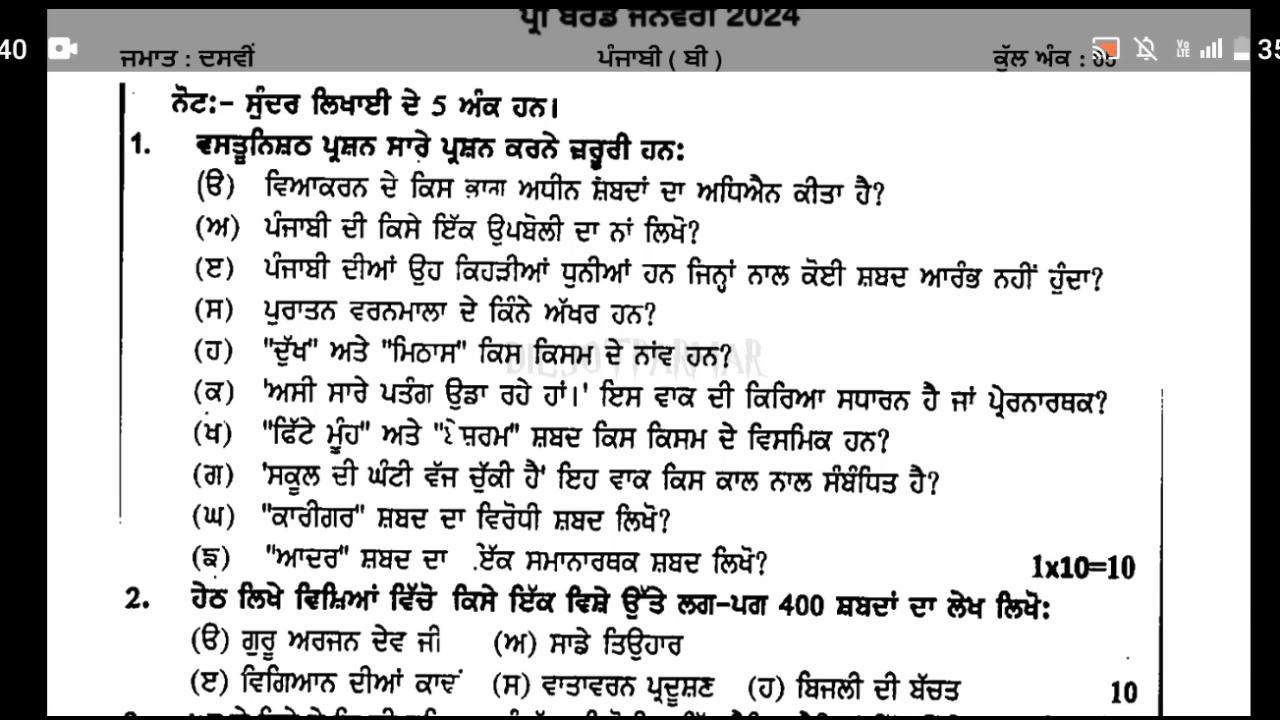 ਪ੍ਰੀ ਬੋਰਡ ਜਨਵਰੀ 2024
40
35
ਜਮਾਤ : ਦਸਵੀਂ ਪੰਜਾਬੀ ( ਬੀ ) ਕੁੱਲ ਅੰਕ :
ਨੋਟ:- ਸੁੰਦਰ ਲਿਖਾਈ ਦੇ 5 ਅੰਕ ਹਨ।
1. ਵਸਤੂਨਿਸ਼ਠ ਪ੍ਰਸ਼ਨ ਸਾਰੇ ਪ੍ਰਸ਼ਨ ਕਰਨੇ ਜ਼ਰੂਰੀ ਹਨ:
(ੳ) ਵਿਆਕਰਨ ਦੇ ਕਿਸ ਭਾਗ ਅਧੀਨ ਸ਼ਬਦਾਂ ਦਾ ਅਧਿਐਨ ਕੀਤਾ ਹੈ?
(ਅ) ਪੰਜਾਬੀ ਦੀ ਕਿਸੇ ਇੱਕ ਉਪਬੋਲੀ ਦਾ ਨਾਂ ਲਿਖੋ?
(ੲ) ਪੰਜਾਬੀ ਦੀਆਂ ਉਹ ਕਿਹੜੀਆਂ ਧੁਨੀਆਂ ਹਨ ਜਿਨ੍ਹਾਂ ਨਾਲ ਕੋਈ ਸ਼ਬਦ ਆਰੰਭ ਨਹੀਂ ਹੁੰਦਾ?
(ਸ) ਪੁਰਾਤਨ ਵਰਨਮਾਲਾ ਦੇ ਕਿੰਨੇ ਅੱਖਰ ਹਨ?
(ਹ) "ਦੁੱਖ" ਅਤੇ "ਮਿਠਾਸ" ਕਿਸ ਕਿਸਮ ਦੇ ਨਾਂਵ ਹਨ?
(ਕ) 'ਅਸੀ ਸਾਰੇ ਪਤੰਗ ਉਡਾ ਰਹੇ ਹਾਂ।' ਇਸ ਵਾਕ ਦੀ ਕਿਰਿਆ ਸਧਾਰਨ ਹੈ ਜਾਂ ਪ੍ਰੇਰਨਾਰਥਕ?
(ਖ) "ਫਿੱਟੇ ਮੂੰਹ" ਅਤੇ ਸ਼ਬਦ ਕਿਸ ਕਿਸਮ ਦੇ ਵਿਸਮਿਕ ਹਨ?
(ਗ) 'ਸਕੂਲ ਦੀ ਘੰਟੀ ਵੱਜ ਚੁੱਕੀ ਹੈ' ਇਹ ਵਾਕ ਕਿਸ ਕਾਲ ਨਾਲ ਸੰਬੰਧਿਤ ਹੈ?
(ਘ) "ਕਾਰੀਗਰ" ਸ਼ਬਦ ਦਾ ਵਿਰੋਧੀ ਸ਼ਬਦ ਲਿਖੋ?
(ਙ) "ਆਦਰ" ਸ਼ਬਦ ਦਾ ਇੱਕ ਸਮਾਨਾਰਥਕ ਸ਼ਬਦ ਲਿਖੋ? 1x10=10
2. ਹੇਠ ਲਿਖੇ ਵਿਸ਼ਿਆਂ ਵਿੱਚੋ ਕਿਸੇ ਇੱਕ ਵਿਸ਼ੇ ਉੱਤੇ ਲਗ-ਪਗ 400 ਸ਼ਬਦਾਂ ਦਾ ਲੇਖ ਲਿਖੋ:
(ੳ) ਗੁਰੂ ਅਰਜਨ ਦੇਵ ਜੀ (ਅ) ਸਾਡੇ ਤਿਉਹਾਰ
(ੲ) ਵਿਗਿਆਨ ਦੀਆਂ ਕਾਢਾਂ (ਸ) ਵਾਤਾਵਰਨ ਪ੍ਰਦੂਸ਼ਣ (ਹ) ਬਿਜਲੀ ਦੀ ਬੱਚਤ 10